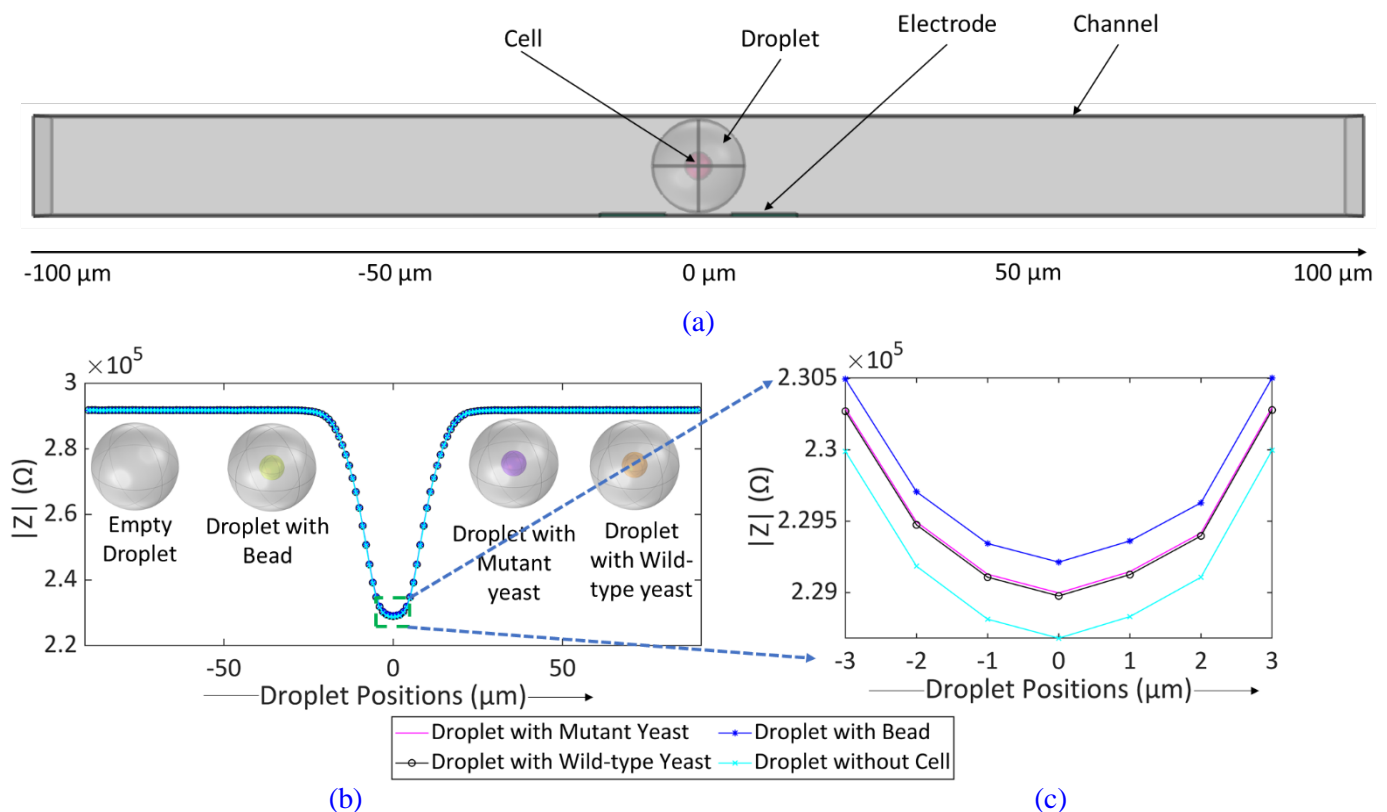 Cell
Droplet
Electrode
Channel
-100 µm
-50 µm
0 µm
50 µm
100 µm
(a)
×10⁵
3
2.8
2.6
2.4
2.2
|Z| (Ω)
-50
0
50
Droplet Positions (µm)
Empty
Droplet
Droplet with
Bead
Droplet with
Mutant
yeast
Droplet
with Wild-
type yeast
×10⁵
2.305
2.3
2.295
2.29
|Z| (Ω)
-3
-2
-1
0
1
2
3
Droplet Positions (µm)
Droplet with Mutant Yeast
Droplet with Bead
Droplet with Wild-type Yeast
Droplet without Cell
(b)
(c)